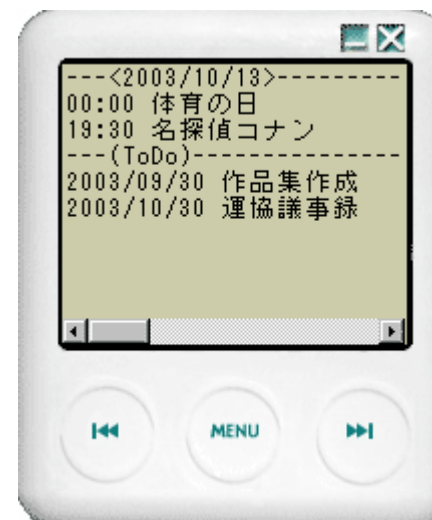 ---<2003/10/13>---------
00:00 体育の日
19:30 名探偵コナン
---(ToDo)---------------
2003/09/30 作品集作成
2003/10/30 運協議事録
MENU